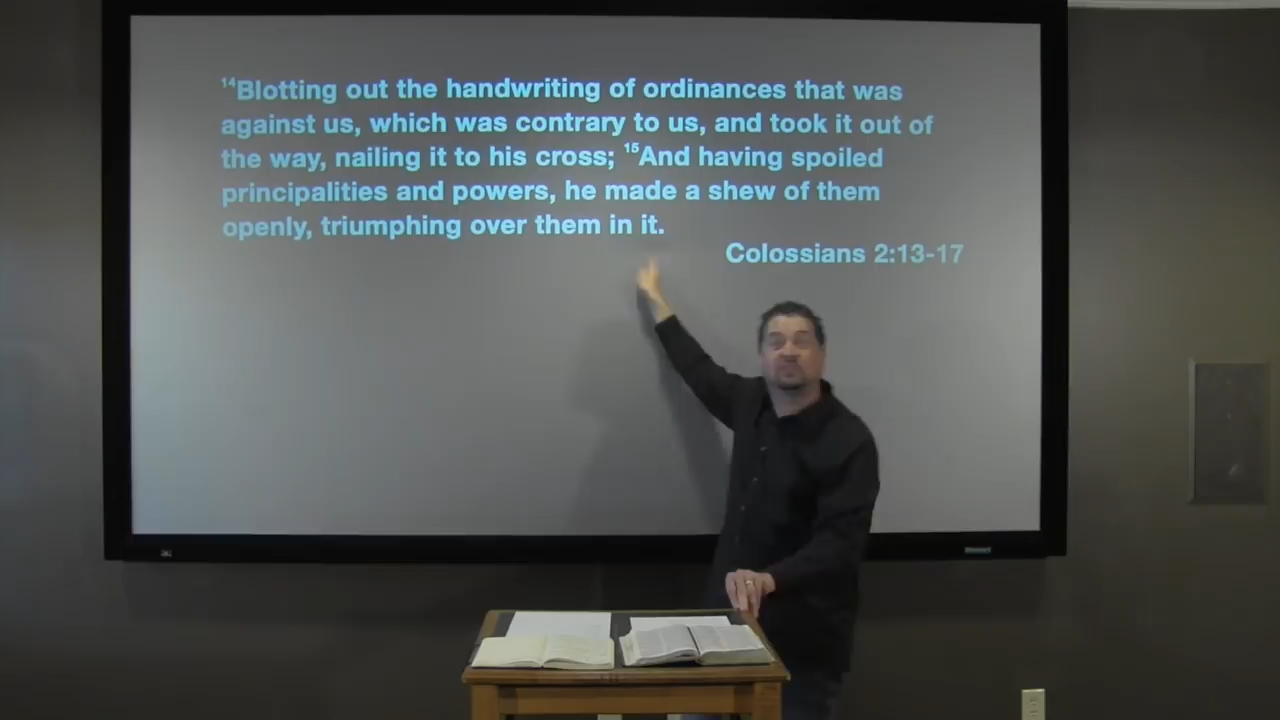 ¹⁴Blotting out the handwriting of ordinances that was
against us, which was contrary to us, and took it out of
the way, nailing it to his cross; ¹⁵And having spoiled
principalities and powers, he made a shew of them
openly, triumphing over them in it.
Colossians 2:13-17